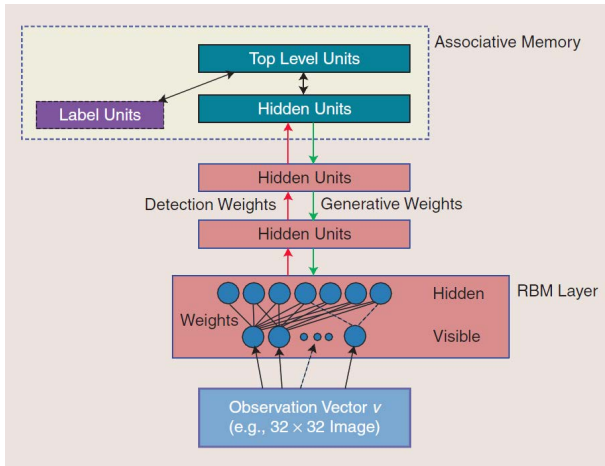 Associative Memory
Top Level Units
Label Units
Hidden Units
Hidden Units
Detection Weights
Generative Weights
Hidden Units
RBM Layer
Hidden
Weights
Visible
Observation Vector v
(e.g., 32 × 32 Image)